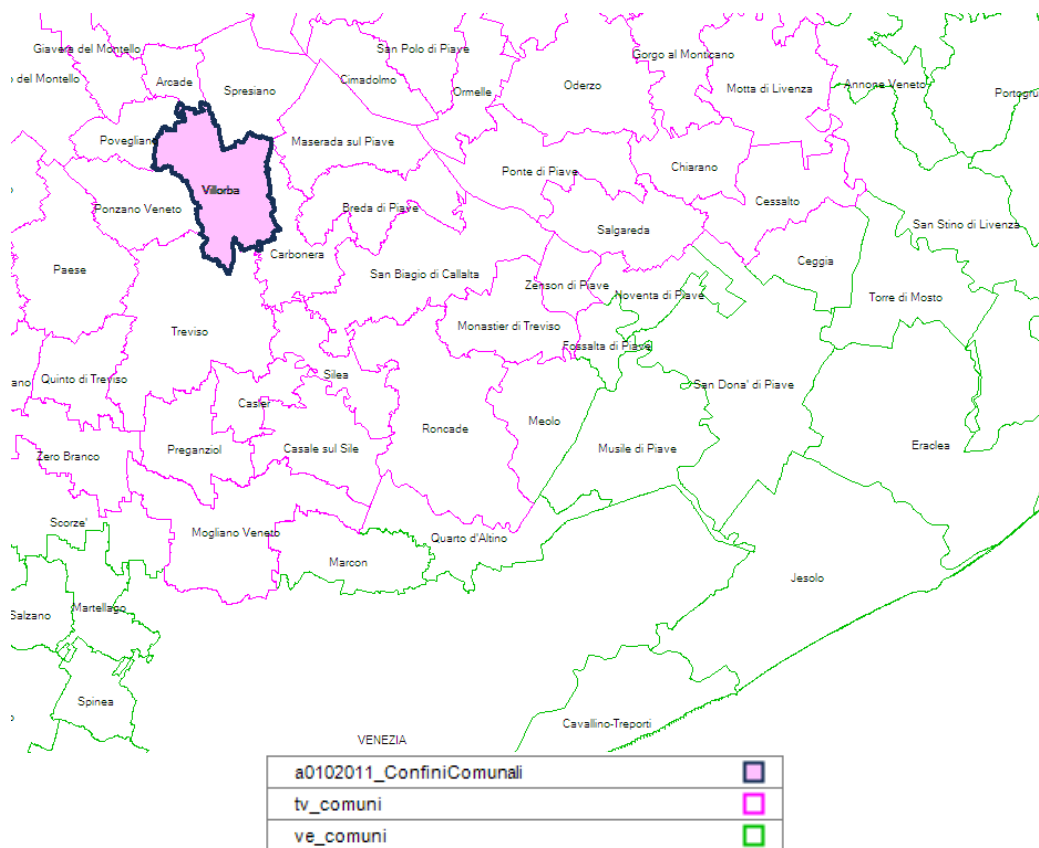 Giavera del Montello
San Polo di Piave
Gorgo al Monticano
o del Montello
Arcade
Spresiano
Cimadolmo
Ormelle
Oderzo
Motta di Livenza
Annone Veneto
Portogru
Povegliano
Maserada sul Piave
Ponte di Piave
Chiarano
Villorba
Ponzano Veneto
Breda di Piave
Cessalto
Salgareda
San Stino di Livenza
Carbonera
Paese
San Biagio di Callalta
Ceggia
Zenson di Piave
Noventa di Piave
Torre di Mosto
Treviso
Monastier di Treviso
Fossalta di Piave
ano
Quinto di Treviso
Silea
San Dona' di Piave
Casier
Meolo
Roncade
Preganziol
Casale sul Sile
Musile di Piave
Eraclea
Zero Branco
Scorze'
Mogliano Veneto
Quarto d'Altino
Marcon
Jesolo
Martellago
Salzano
Spinea
o
Cavallino-Treporti
VENEZIA
a0102011_ConfiniComunali
tv_comuni
ve_comuni